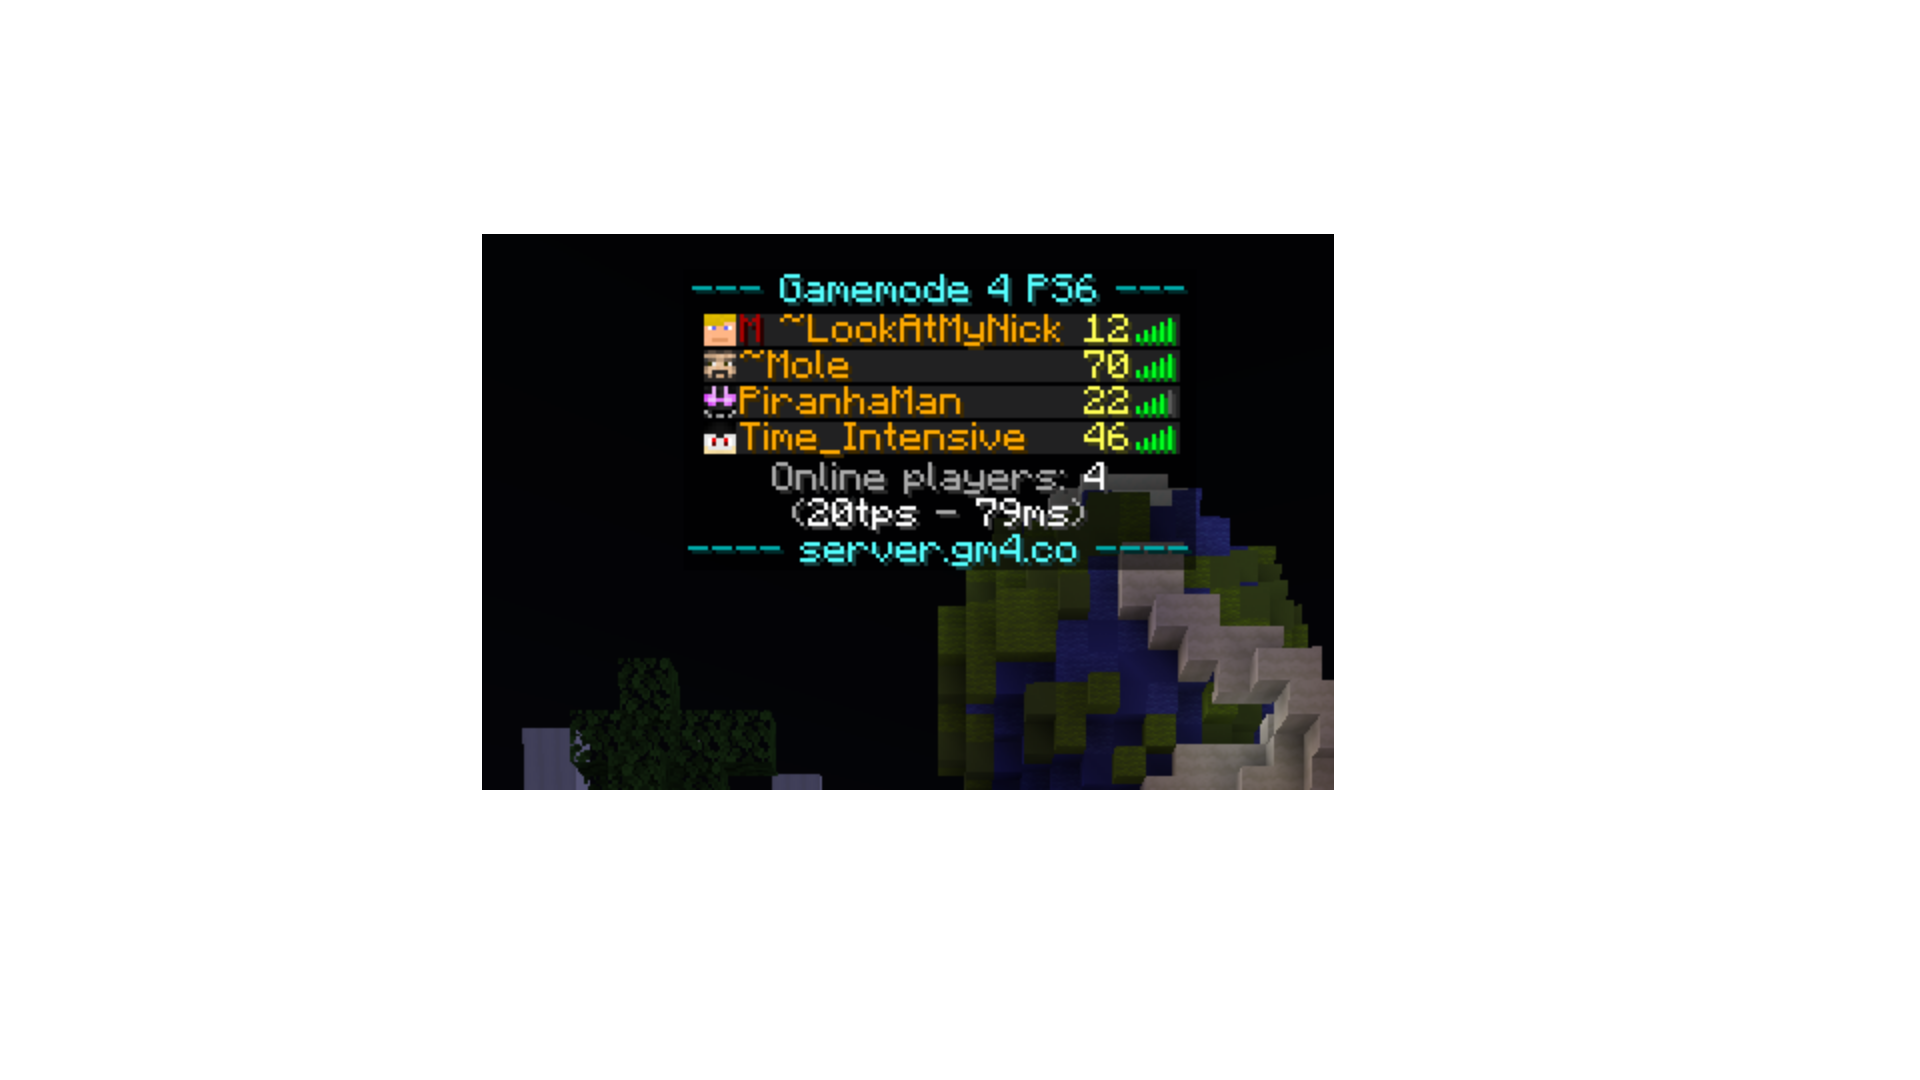 --- Gamemode 4 PS6 ---
M ~LookAtMyNick 12
~Mole 70
PiranhaMan 22
Time_Intensive 46
Online players: 4
(20tps - 79ms)
---- server.gm4.co ----